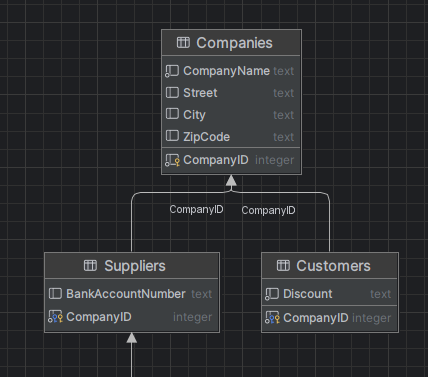 Companies
CompanyName text
Street text
City text
ZipCode text
CompanyID integer
CompanyID CompanyID
Suppliers
BankAccountNumber text
CompanyID integer
Customers
Discount text
CompanyID integer